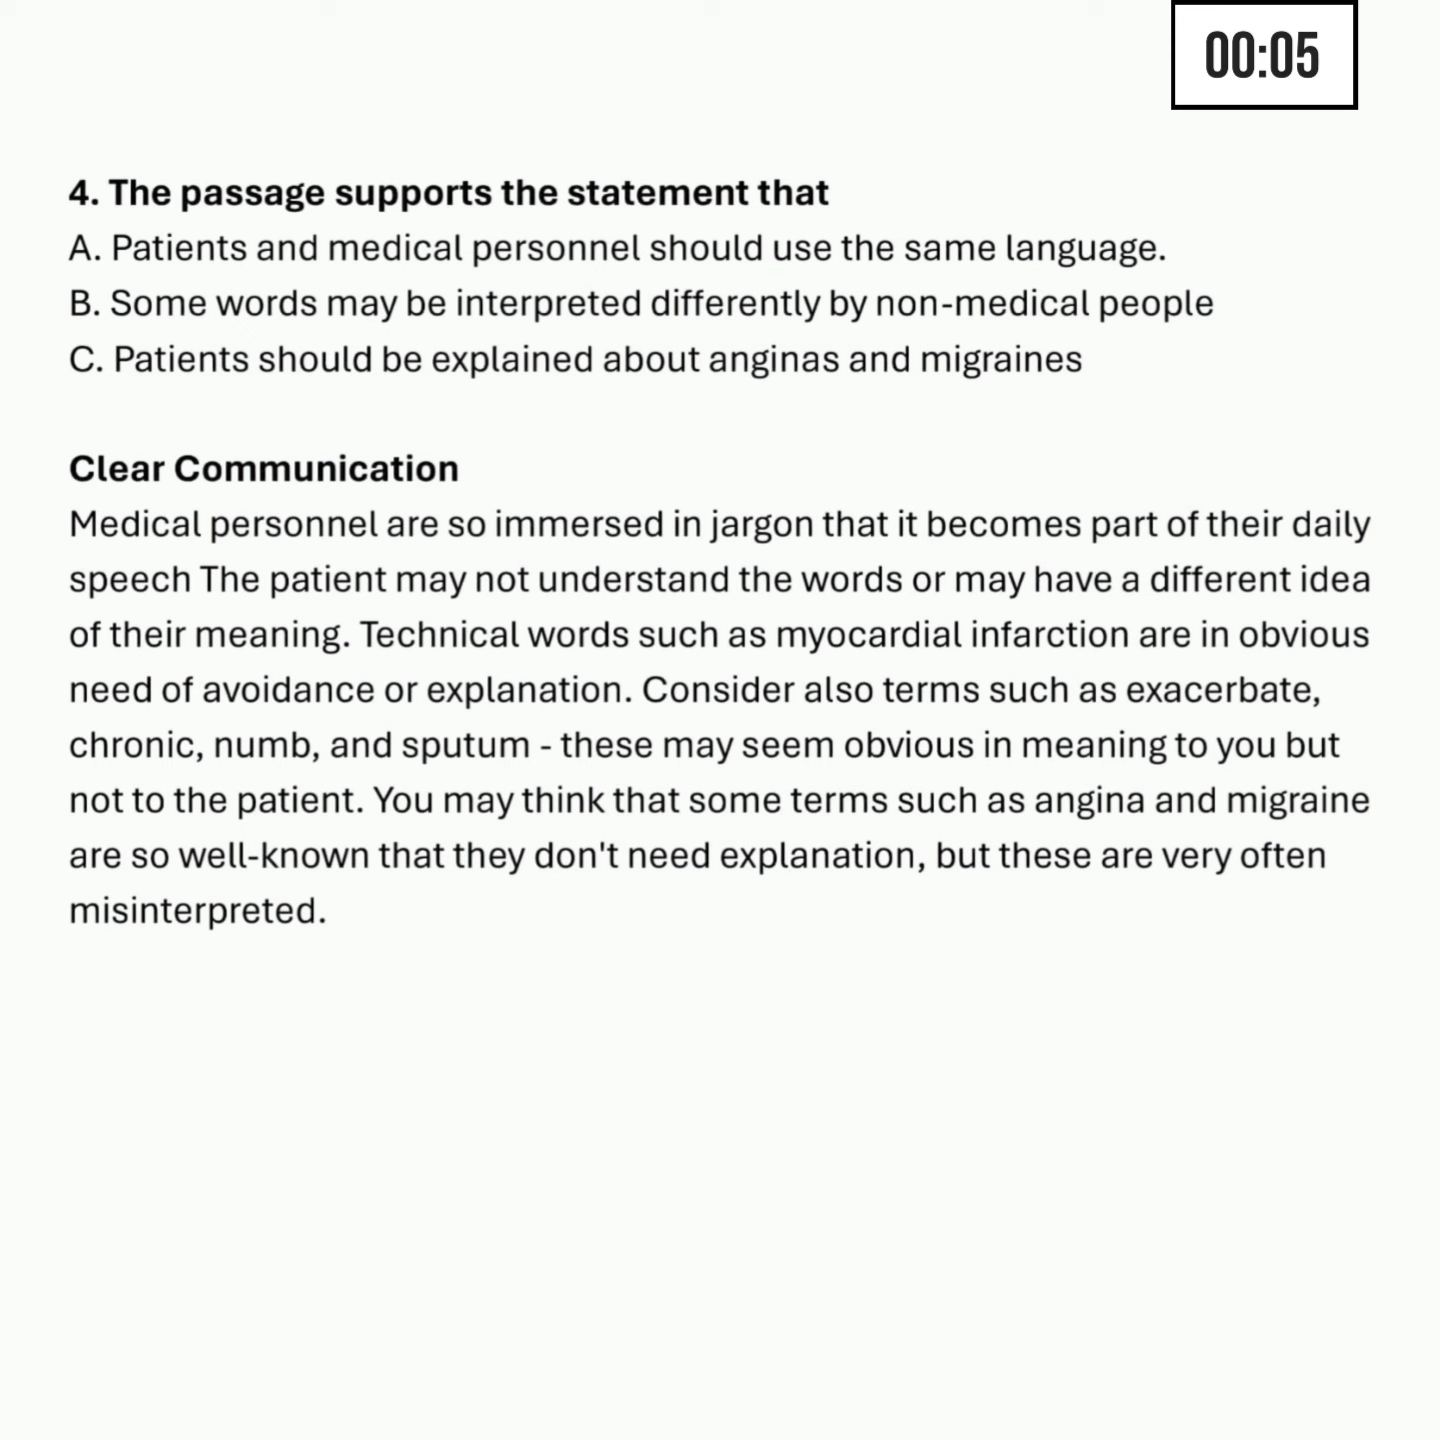 00:05
4. The passage supports the statement that
A. Patients and medical personnel should use the same language.
B. Some words may be interpreted differently by non-medical people
C. Patients should be explained about anginas and migraines
Clear Communication
Medical personnel are so immersed in jargon that it becomes part of their daily
speech The patient may not understand the words or may have a different idea
of their meaning. Technical words such as myocardial infarction are in obvious
need of avoidance or explanation. Consider also terms such as exacerbate,
chronic, numb, and sputum - these may seem obvious in meaning to you but
not to the patient. You may think that some terms such as angina and migraine
are so well-known that they don't need explanation, but these are very often
misinterpreted.